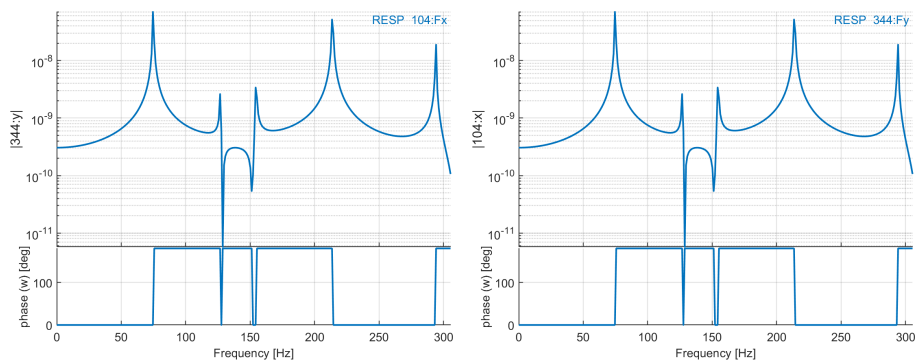 RESP 104:Fx
|344:y|
10⁻⁸
10⁻⁹
10⁻¹⁰
10⁻¹¹
phase (w) [deg]
100
0
0 50 100 150 200 250 300
Frequency [Hz]
RESP 344:Fy
|104:x|
10⁻⁸
10⁻⁹
10⁻¹⁰
10⁻¹¹
phase (w) [deg]
100
0
0 50 100 150 200 250 300
Frequency [Hz]